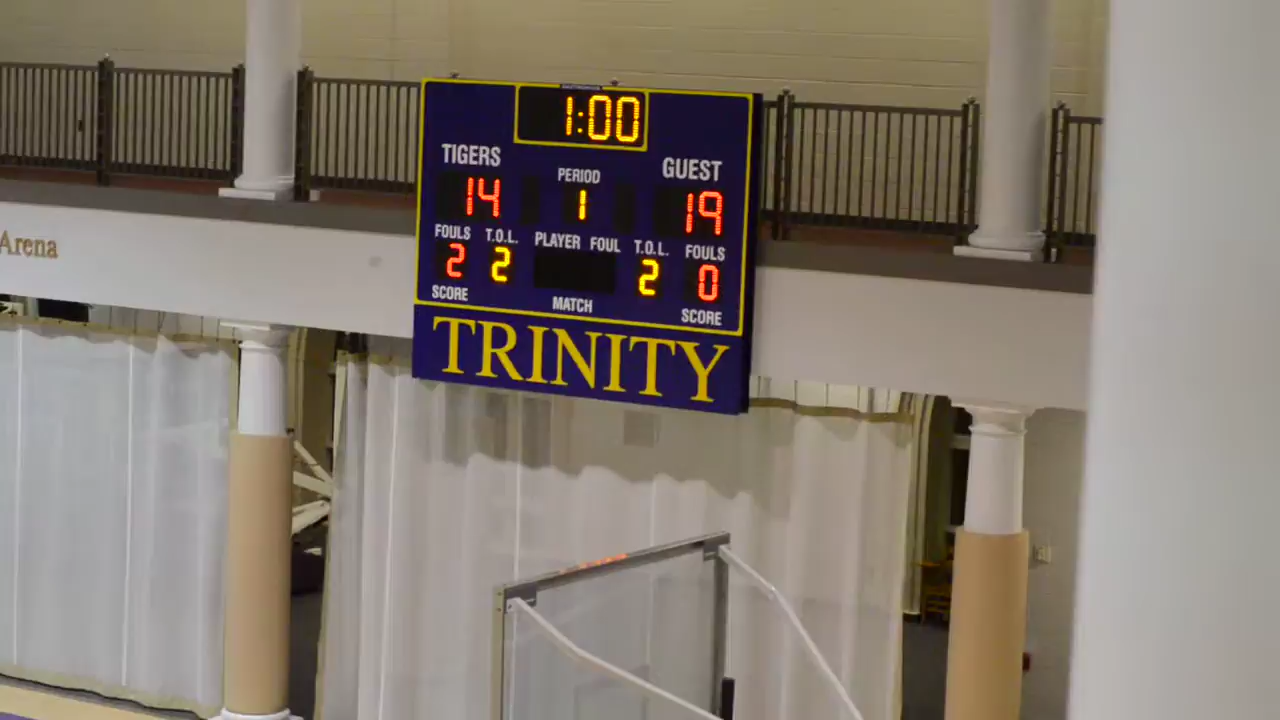 1:00
TIGERS
PERIOD
GUEST
14
1
19
FOULS
T.O.L.
PLAYER FOUL
T.O.L.
FOULS
2
2
2
0
SCORE
MATCH
SCORE
TRINITY
Arena